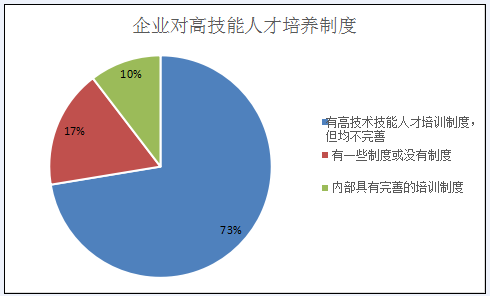 企业对高技能人才培养制度
10%
17%
73%
有高技术技能人才培训制度，
但均不完善
有一些制度或没有制度
内部具有完善的培训制度